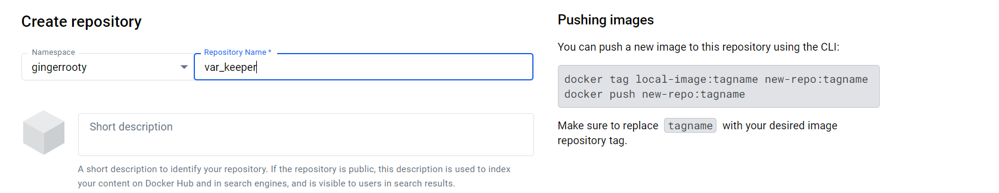 Create repository
Namespace
gingerrooty
Repository Name *
var_keeper
Short description
A short description to identify your repository. If the repository is public, this description is used to index
your content on Docker Hub and in search engines, and is visible to users in search results.
Pushing images
You can push a new image to this repository using the CLI:
docker tag local-image:tagname new-repo:tagname
docker push new-repo:tagname
Make sure to replace tagname with your desired image
repository tag.